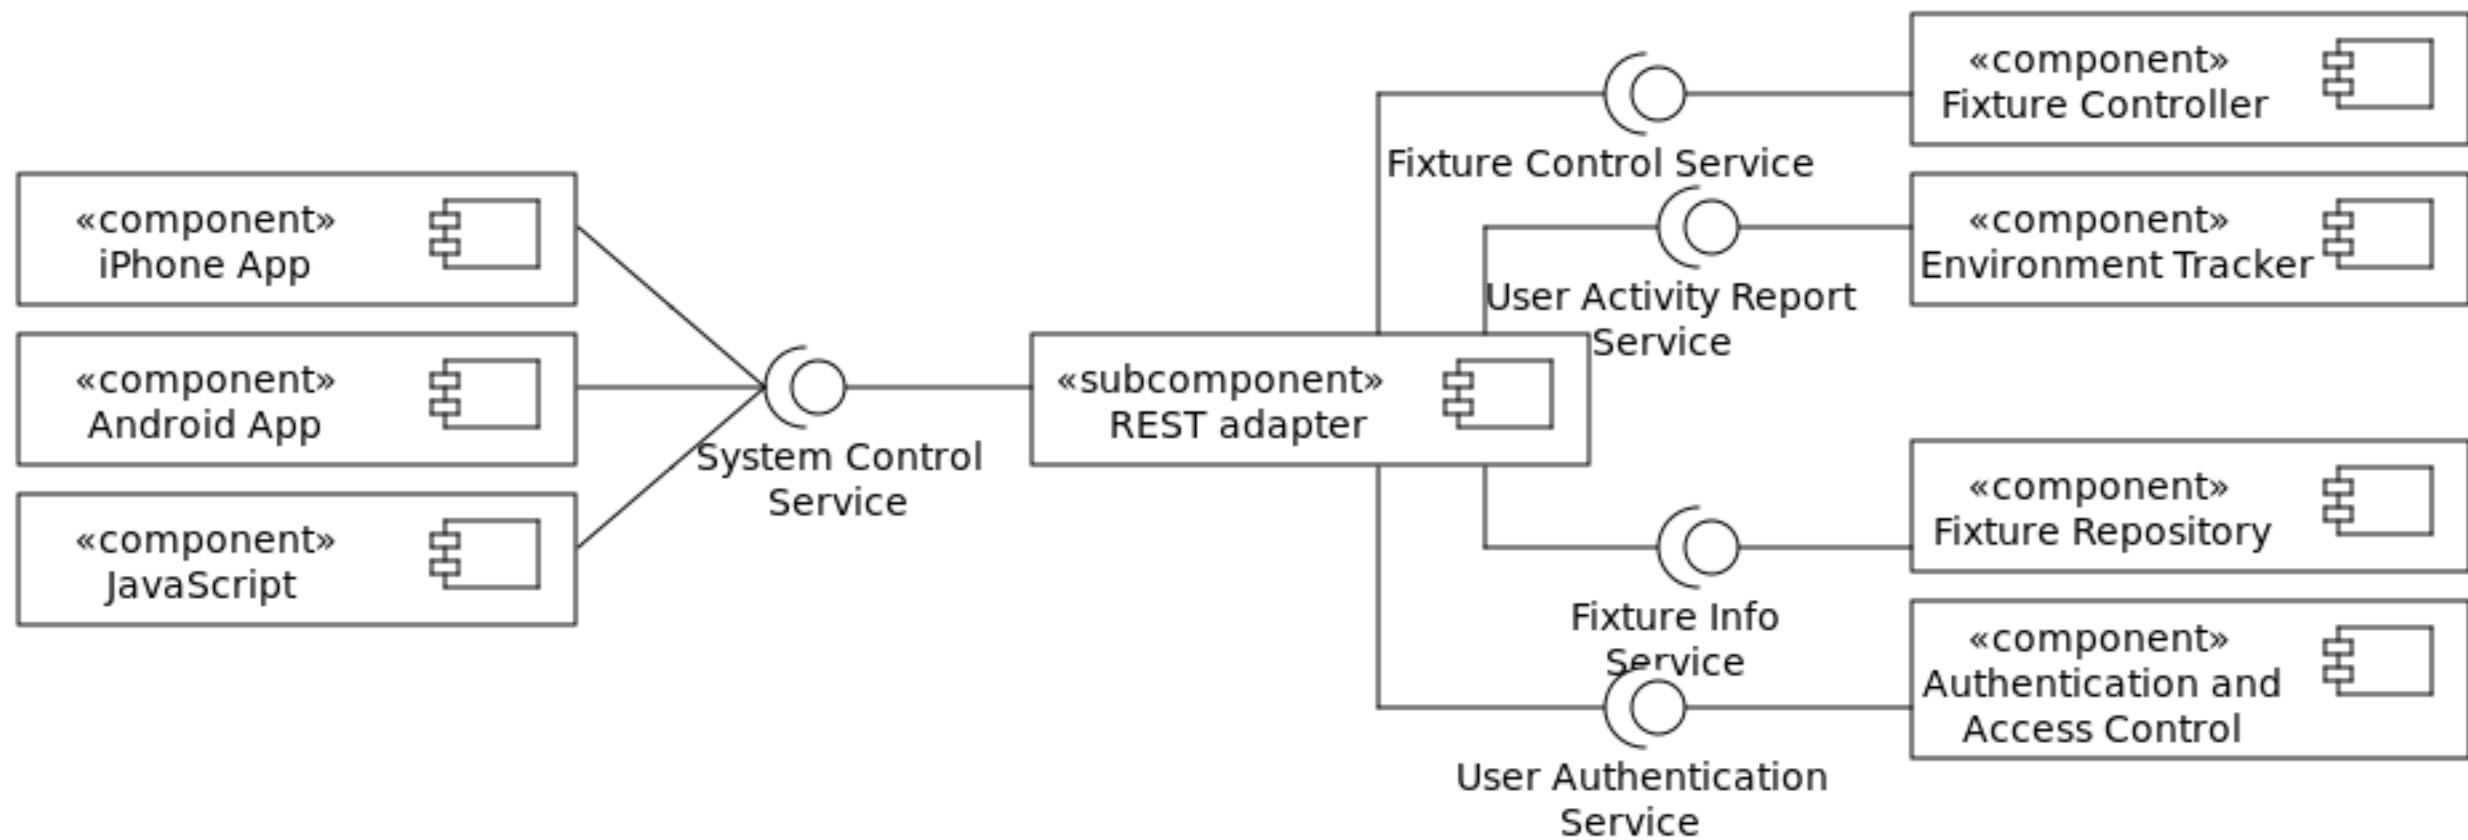 «component»
iPhone App
«component»
Android App
«component»
JavaScript
System Control
Service
«subcomponent»
REST adapter
Fixture Control Service
User Activity Report
Service
Fixture Info
Service
User Authentication
Service
«component»
Fixture Controller
«component»
Environment Tracker
«component»
Fixture Repository
«component»
Authentication and
Access Control